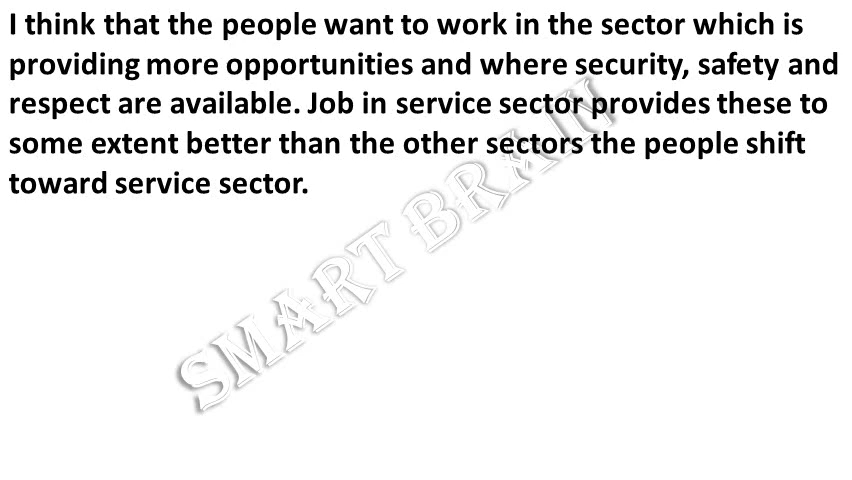 I think that the people want to work in the sector which is
providing more opportunities and where security, safety and
respect are available. Job in service sector provides these to
some extent better than the other sectors the people shift
toward service sector.
SMART BRAIN